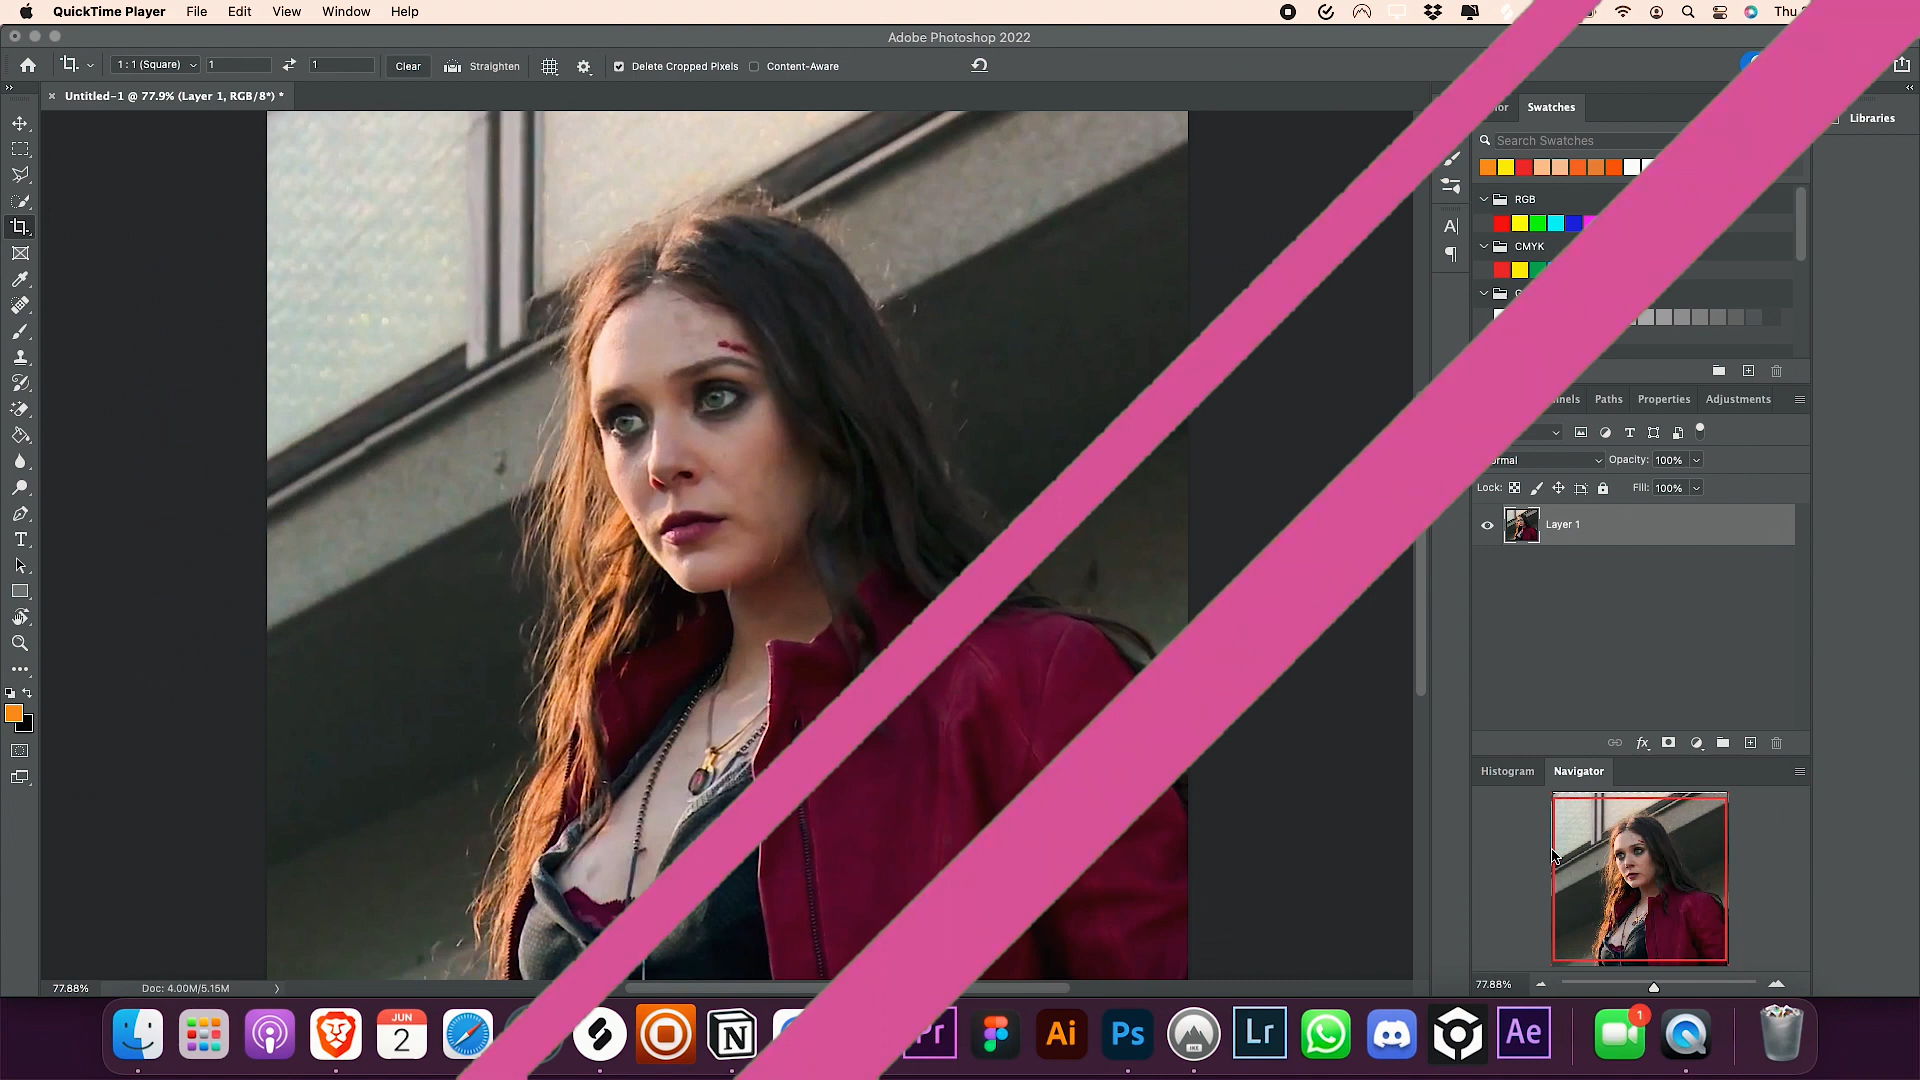 QuickTime Player File Edit View Window Help Thu
Adobe Photoshop 2022
1 : 1 (Square) 1 1 Clear Straighten Delete Cropped Pixels Content-Aware
Untitled-1 @ 77.9% (Layer 1, RGB/8*) *
Swatches
Libraries
Search Swatches
RGB
CMYK
Paths Properties Adjustments
Opacity: 100%
Lock: Fill: 100%
Layer 1
fx
Histogram Navigator
77.88% Doc: 4.00M/5.15M
77.88%
JUN
2
N
Pr
Ai
Ps
Lr
Ae
1